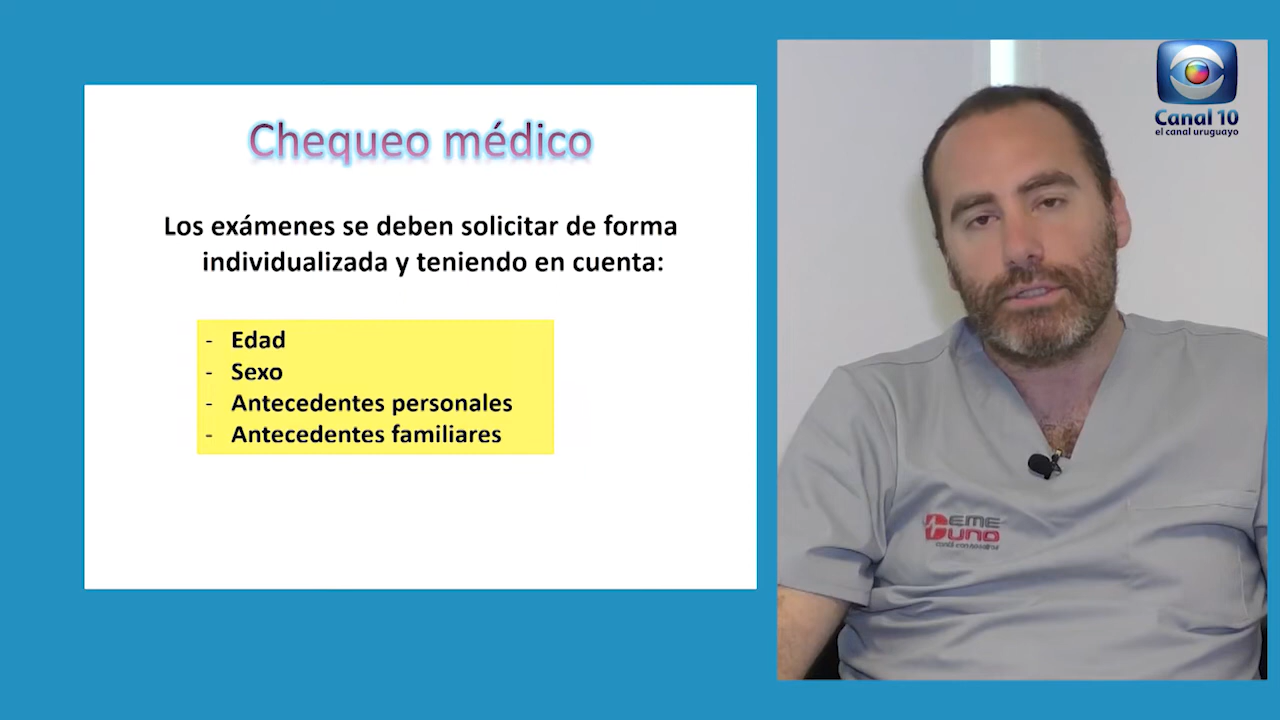 Chequeo médico
Los exámenes se deben solicitar de forma
individualizada y teniendo en cuenta:
- Edad
- Sexo
- Antecedentes personales
- Antecedentes familiares
Canal 10
el canal uruguayo
EME
UNO